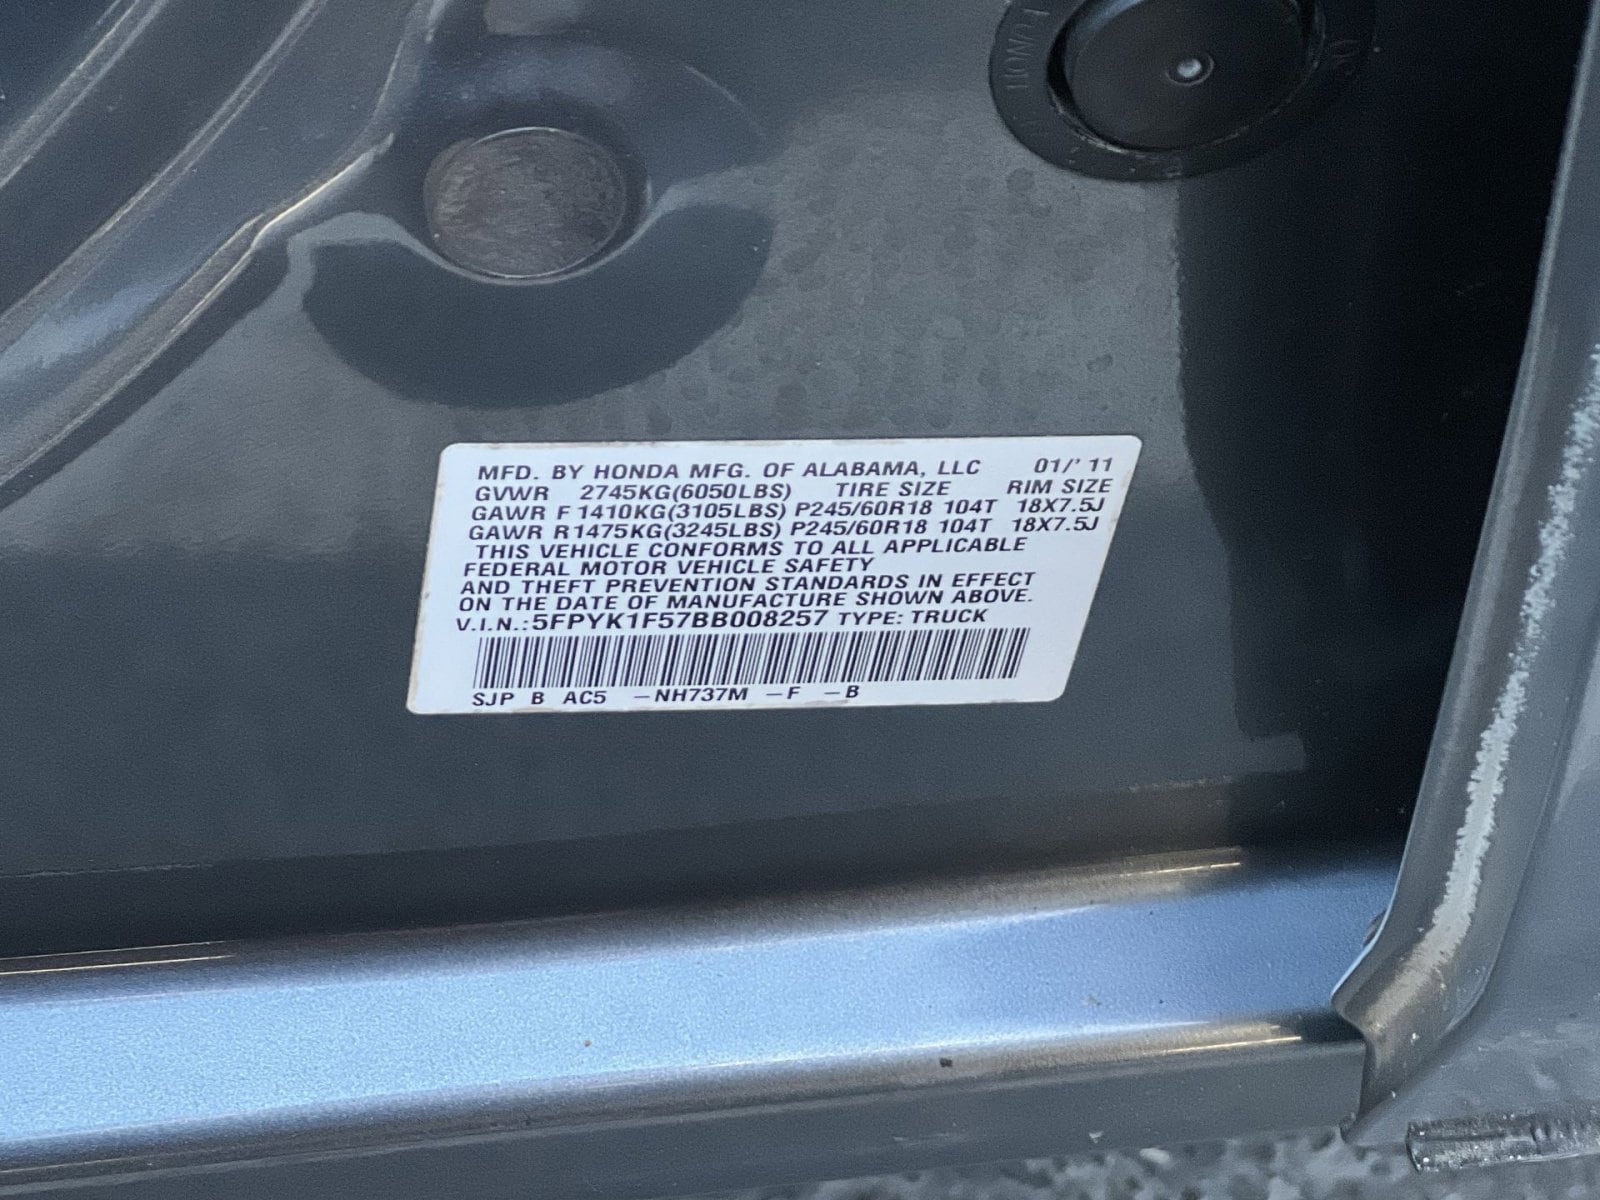 MFD. BY HONDA MFG. OF ALABAMA, LLC 01/' 11
GVWR 2745KG(6050LBS) TIRE SIZE RIM SIZE
GAWR F 1410KG(3105LBS) P245/60R18 104T 18X7.5J
GAWR R1475KG(3245LBS) P245/60R18 104T 18X7.5J
THIS VEHICLE CONFORMS TO ALL APPLICABLE
FEDERAL MOTOR VEHICLE SAFETY
AND THEFT PREVENTION STANDARDS IN EFFECT
ON THE DATE OF MANUFACTURE SHOWN ABOVE.
V.I.N.:5FPYK1F57BB008257 TYPE: TRUCK
SJP B AC5 -NH737M -F -B